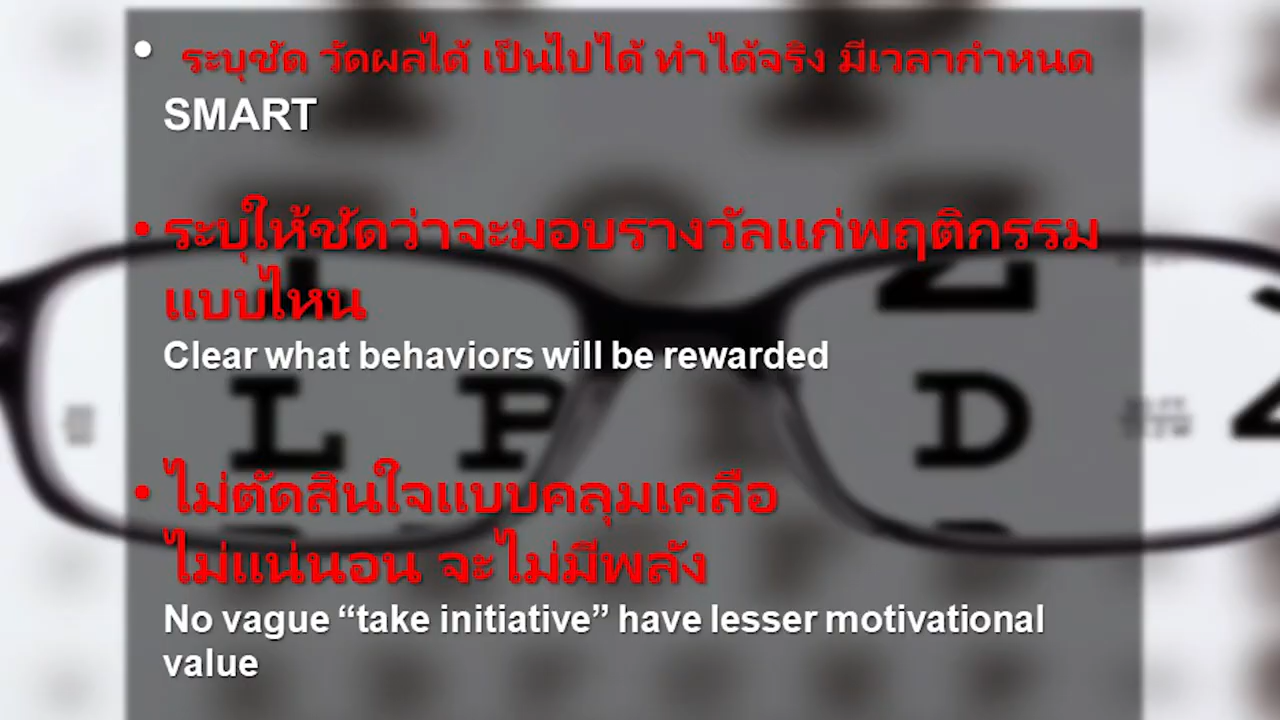 • ระบุชัด วัดผลได้ เป็นไปได้ ทำได้จริง มีเวลากำหนด
SMART
• ระบุให้ชัดว่าจะมอบรางวัลแก่พฤติกรรม
แบบไหน
Clear what behaviors will be rewarded
L P D
• ไม่ตัดสินใจแบบคลุมเคลือ
ไม่แน่นอน จะไม่มีพลัง
No vague “take initiative” have lesser motivational
value